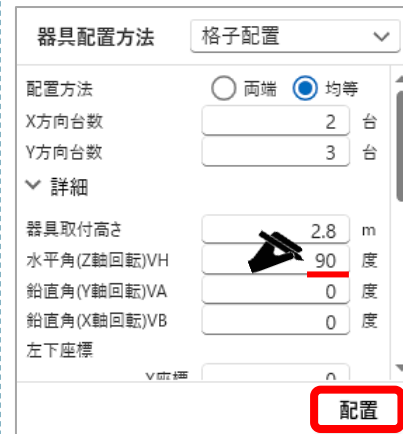 器具配置方法 格子配置
配置方法 両端 均等
X方向台数 2 台
Y方向台数 3 台
詳細
器具取付高さ 2.8 m
水平角(Z軸回転)VH 90 度
鉛直角(Y軸回転)VA 0 度
鉛直角(X軸回転)VB 0 度
左下座標
X座標 0
配置